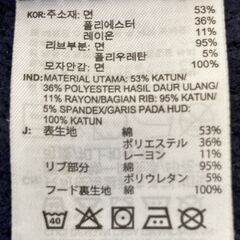 KOR: 주소재: 면 53%
폴리에스터 36%
레이온 11%
리브부분: 면 95%
폴리우레탄 5%
모자안감: 면 100%
IND: MATERIAL UTAMA: 53% KATUN/
36% POLYESTER HASIL DAUR ULANG/
11% RAYON/BAGIAN RIB: 95% KATUN/
5% SPANDEX/GARIS PADA HUD:
100% KATUN
J: 表生地 綿 53%
ポリエステル 36%
レーヨン 11%
リブ部分 綿 95%
ポリウレタン 5%
フード裏生地 綿 100%
40